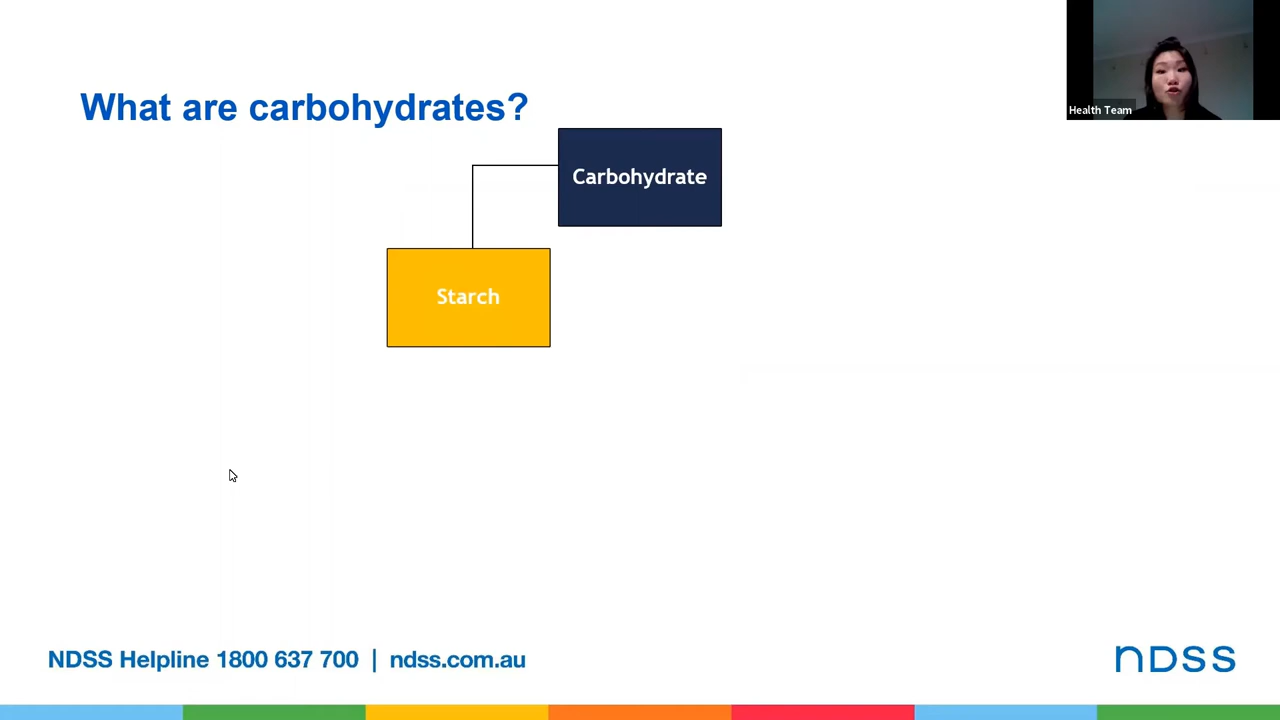 Health Team
What are carbohydrates?
Carbohydrate
Starch
NDSS Helpline 1800 637 700 | ndss.com.au
ndss